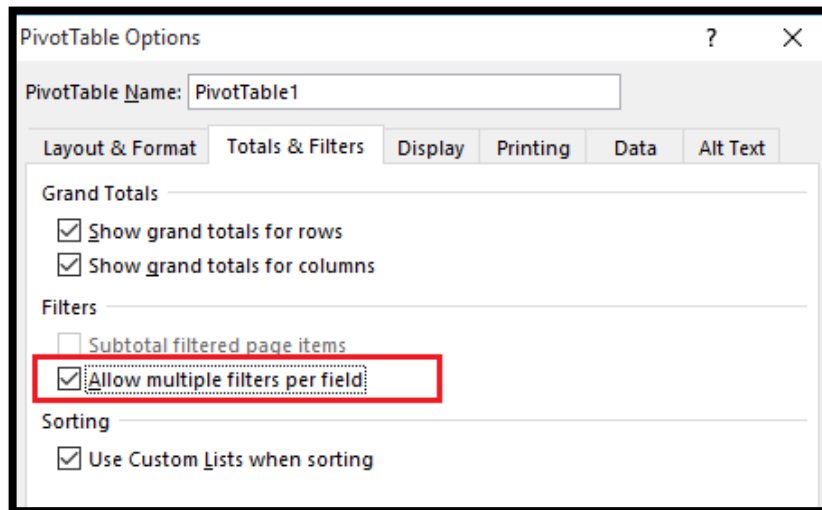 PivotTable Options ?
PivotTable Name: PivotTable1
Layout & Format Totals & Filters Display Printing Data Alt Text
Grand Totals
Show grand totals for rows
Show grand totals for columns
Filters
Subtotal filtered page items
Allow multiple filters per field
Sorting
Use Custom Lists when sorting